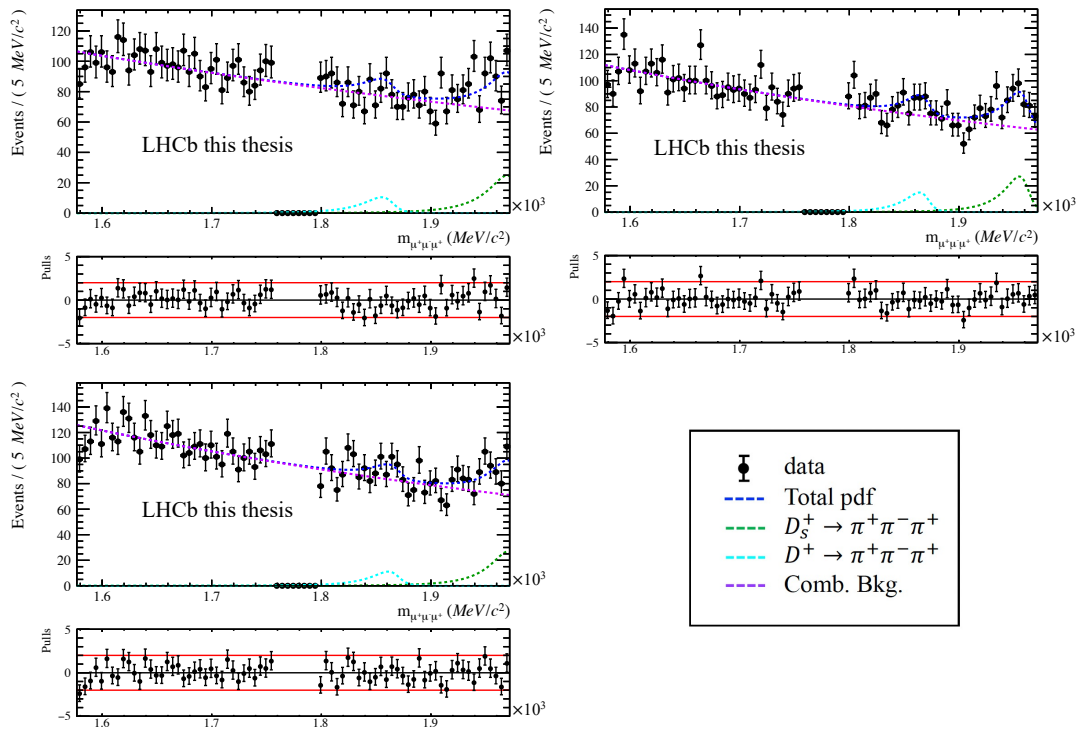 Events / ( 5 MeV/c²)
120
100
80
60
40
20
0
LHCb this thesis
1.6 1.7 1.8 1.9
×10³
m_μ⁺μ⁻μ⁺ (MeV/c²)
Pulls
5
0
−5
1.6 1.7 1.8 1.9
×10³
Events / ( 5 MeV/c²)
140
120
100
80
60
40
20
0
LHCb this thesis
1.6 1.7 1.8 1.9
×10³
m_μ⁺μ⁻μ⁺ (MeV/c²)
Pulls
5
0
−5
1.6 1.7 1.8 1.9
×10³
Events / ( 5 MeV/c²)
140
120
100
80
60
40
20
0
LHCb this thesis
1.6 1.7 1.8 1.9
×10³
m_μ⁺μ⁻μ⁺ (MeV/c²)
Pulls
5
0
−5
1.6 1.7 1.8 1.9
×10³
data
Total pdf
D_s⁺ → π⁺π⁻π⁺
D⁺ → π⁺π⁻π⁺
Comb. Bkg.